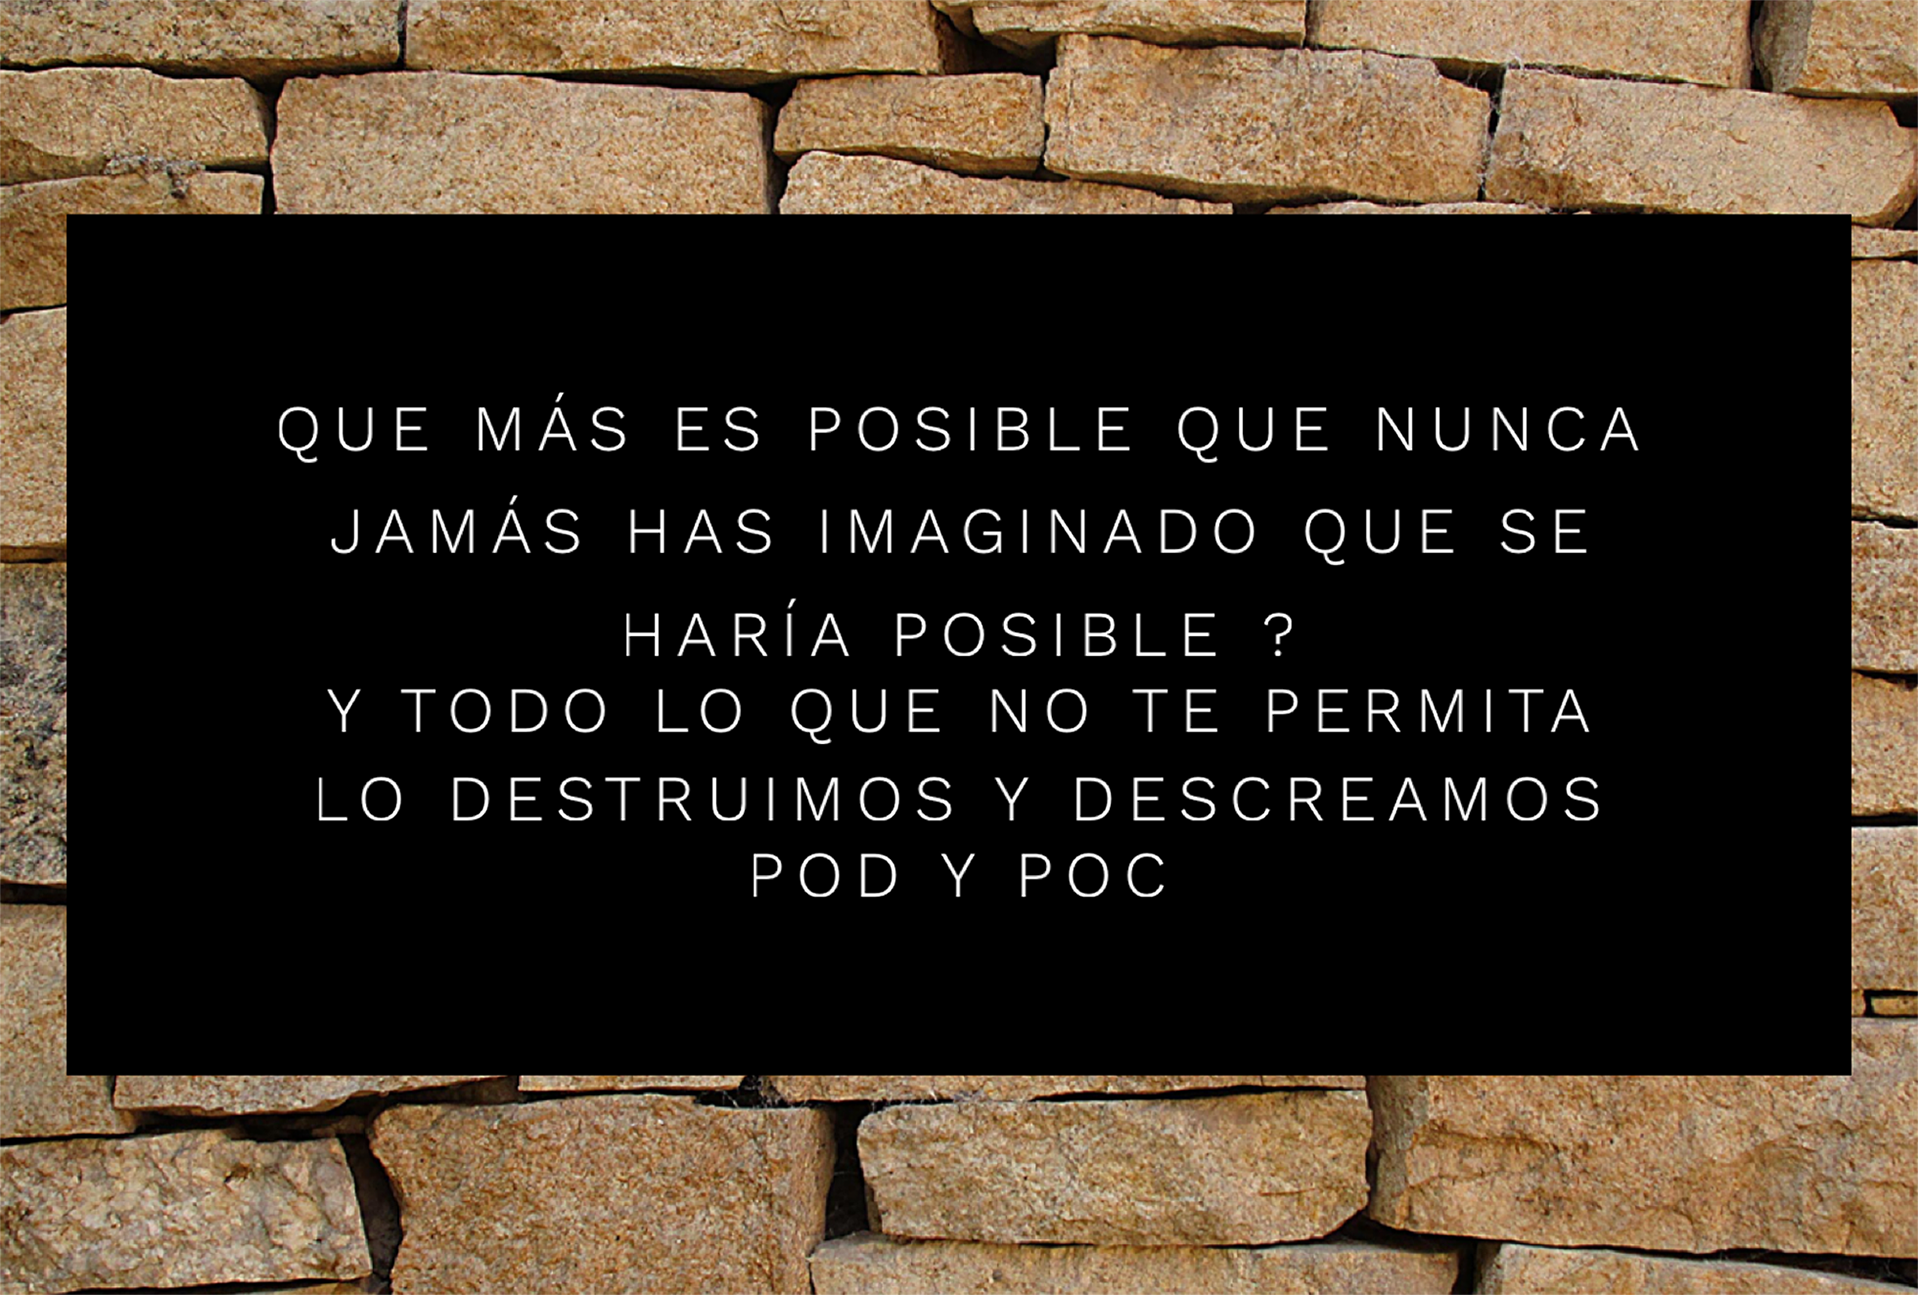 QUE MÁS ES POSIBLE QUE NUNCA
JAMÁS HAS IMAGINADO QUE SE
HARÍA POSIBLE ?
Y TODO LO QUE NO TE PERMITA
LO DESTRUIMOS Y DESCREAMOS
POD Y POC